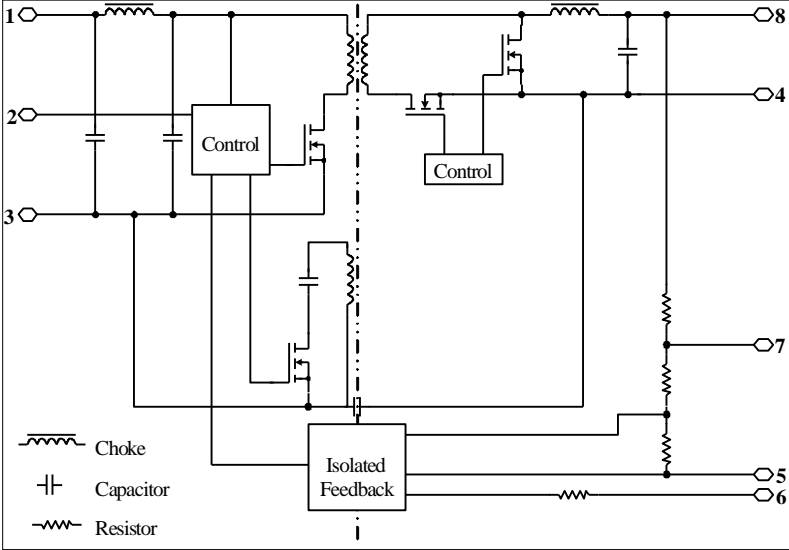 1
8
2
4
Control
Control
3
7
Choke
Capacitor
Resistor
Isolated
Feedback
5
6